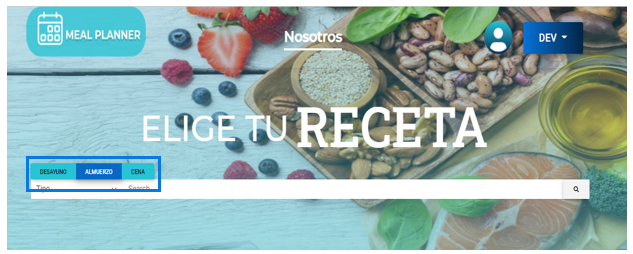 MEAL PLANNER
Nosotros
DEV
ELIGE TU RECETA
DESAYUNO ALMUERZO CENA
Tipo Search